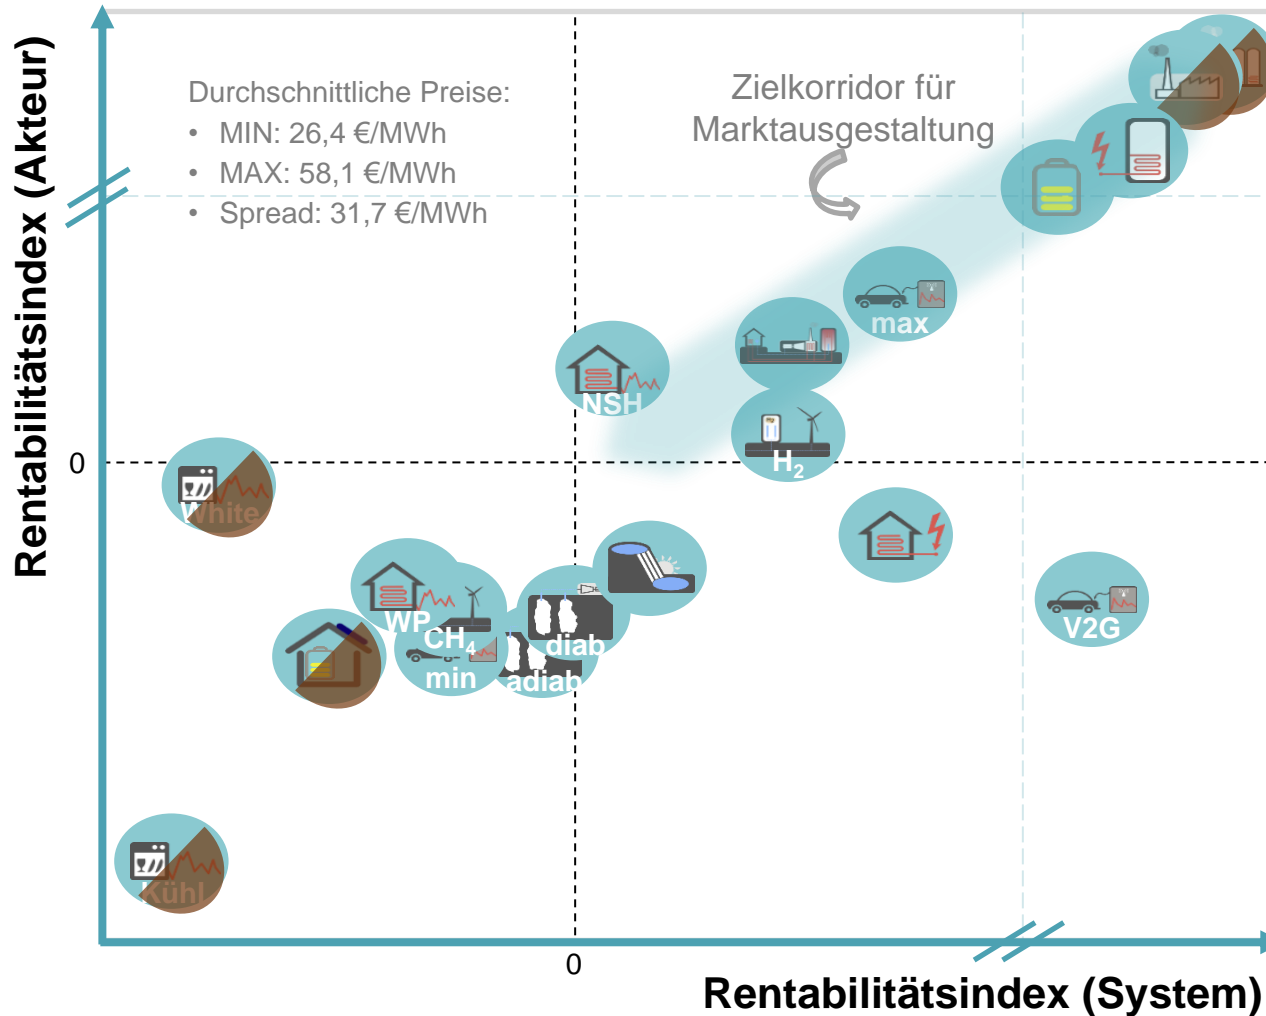 Rentabilitätsindex (Akteur)
Durchschnittliche Preise:
• MIN: 26,4 €/MWh
• MAX: 58,1 €/MWh
• Spread: 31,7 €/MWh
Zielkorridor für
Marktausgestaltung
max
NSH
H₂
0
White
WP
CH₄
min
diab
adiab
V2G
Kühl
0
Rentabilitätsindex (System)